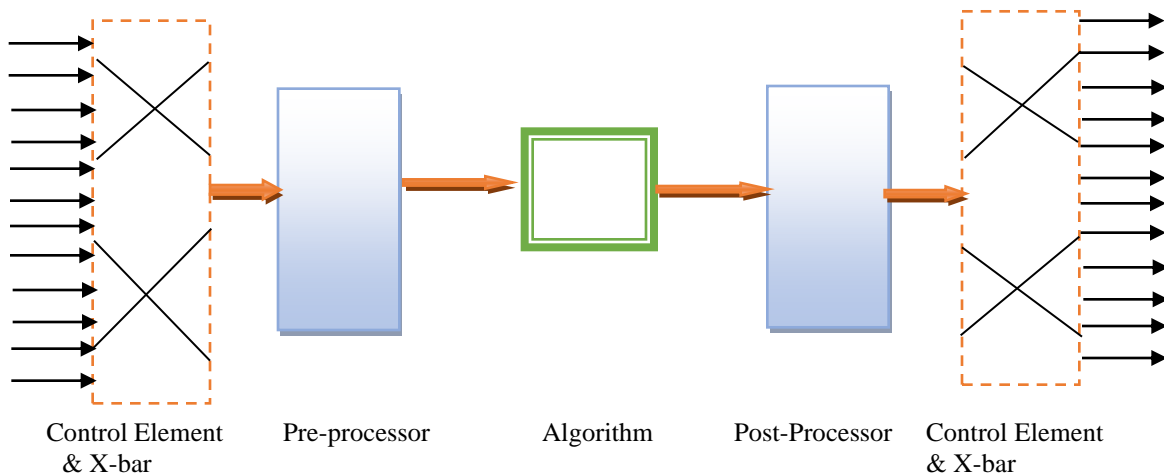 Control Element
& X-bar
Pre-processor
Algorithm
Post-Processor
Control Element
& X-bar